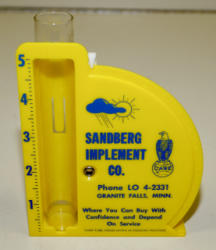 5
4
3
2
1
SANDBERG
IMPLEMENT
CO.
CASE
Phone LO 4-2331
GRANITE FALLS, MINN.
Where You Can Buy With
Confidence and Depend
On Service